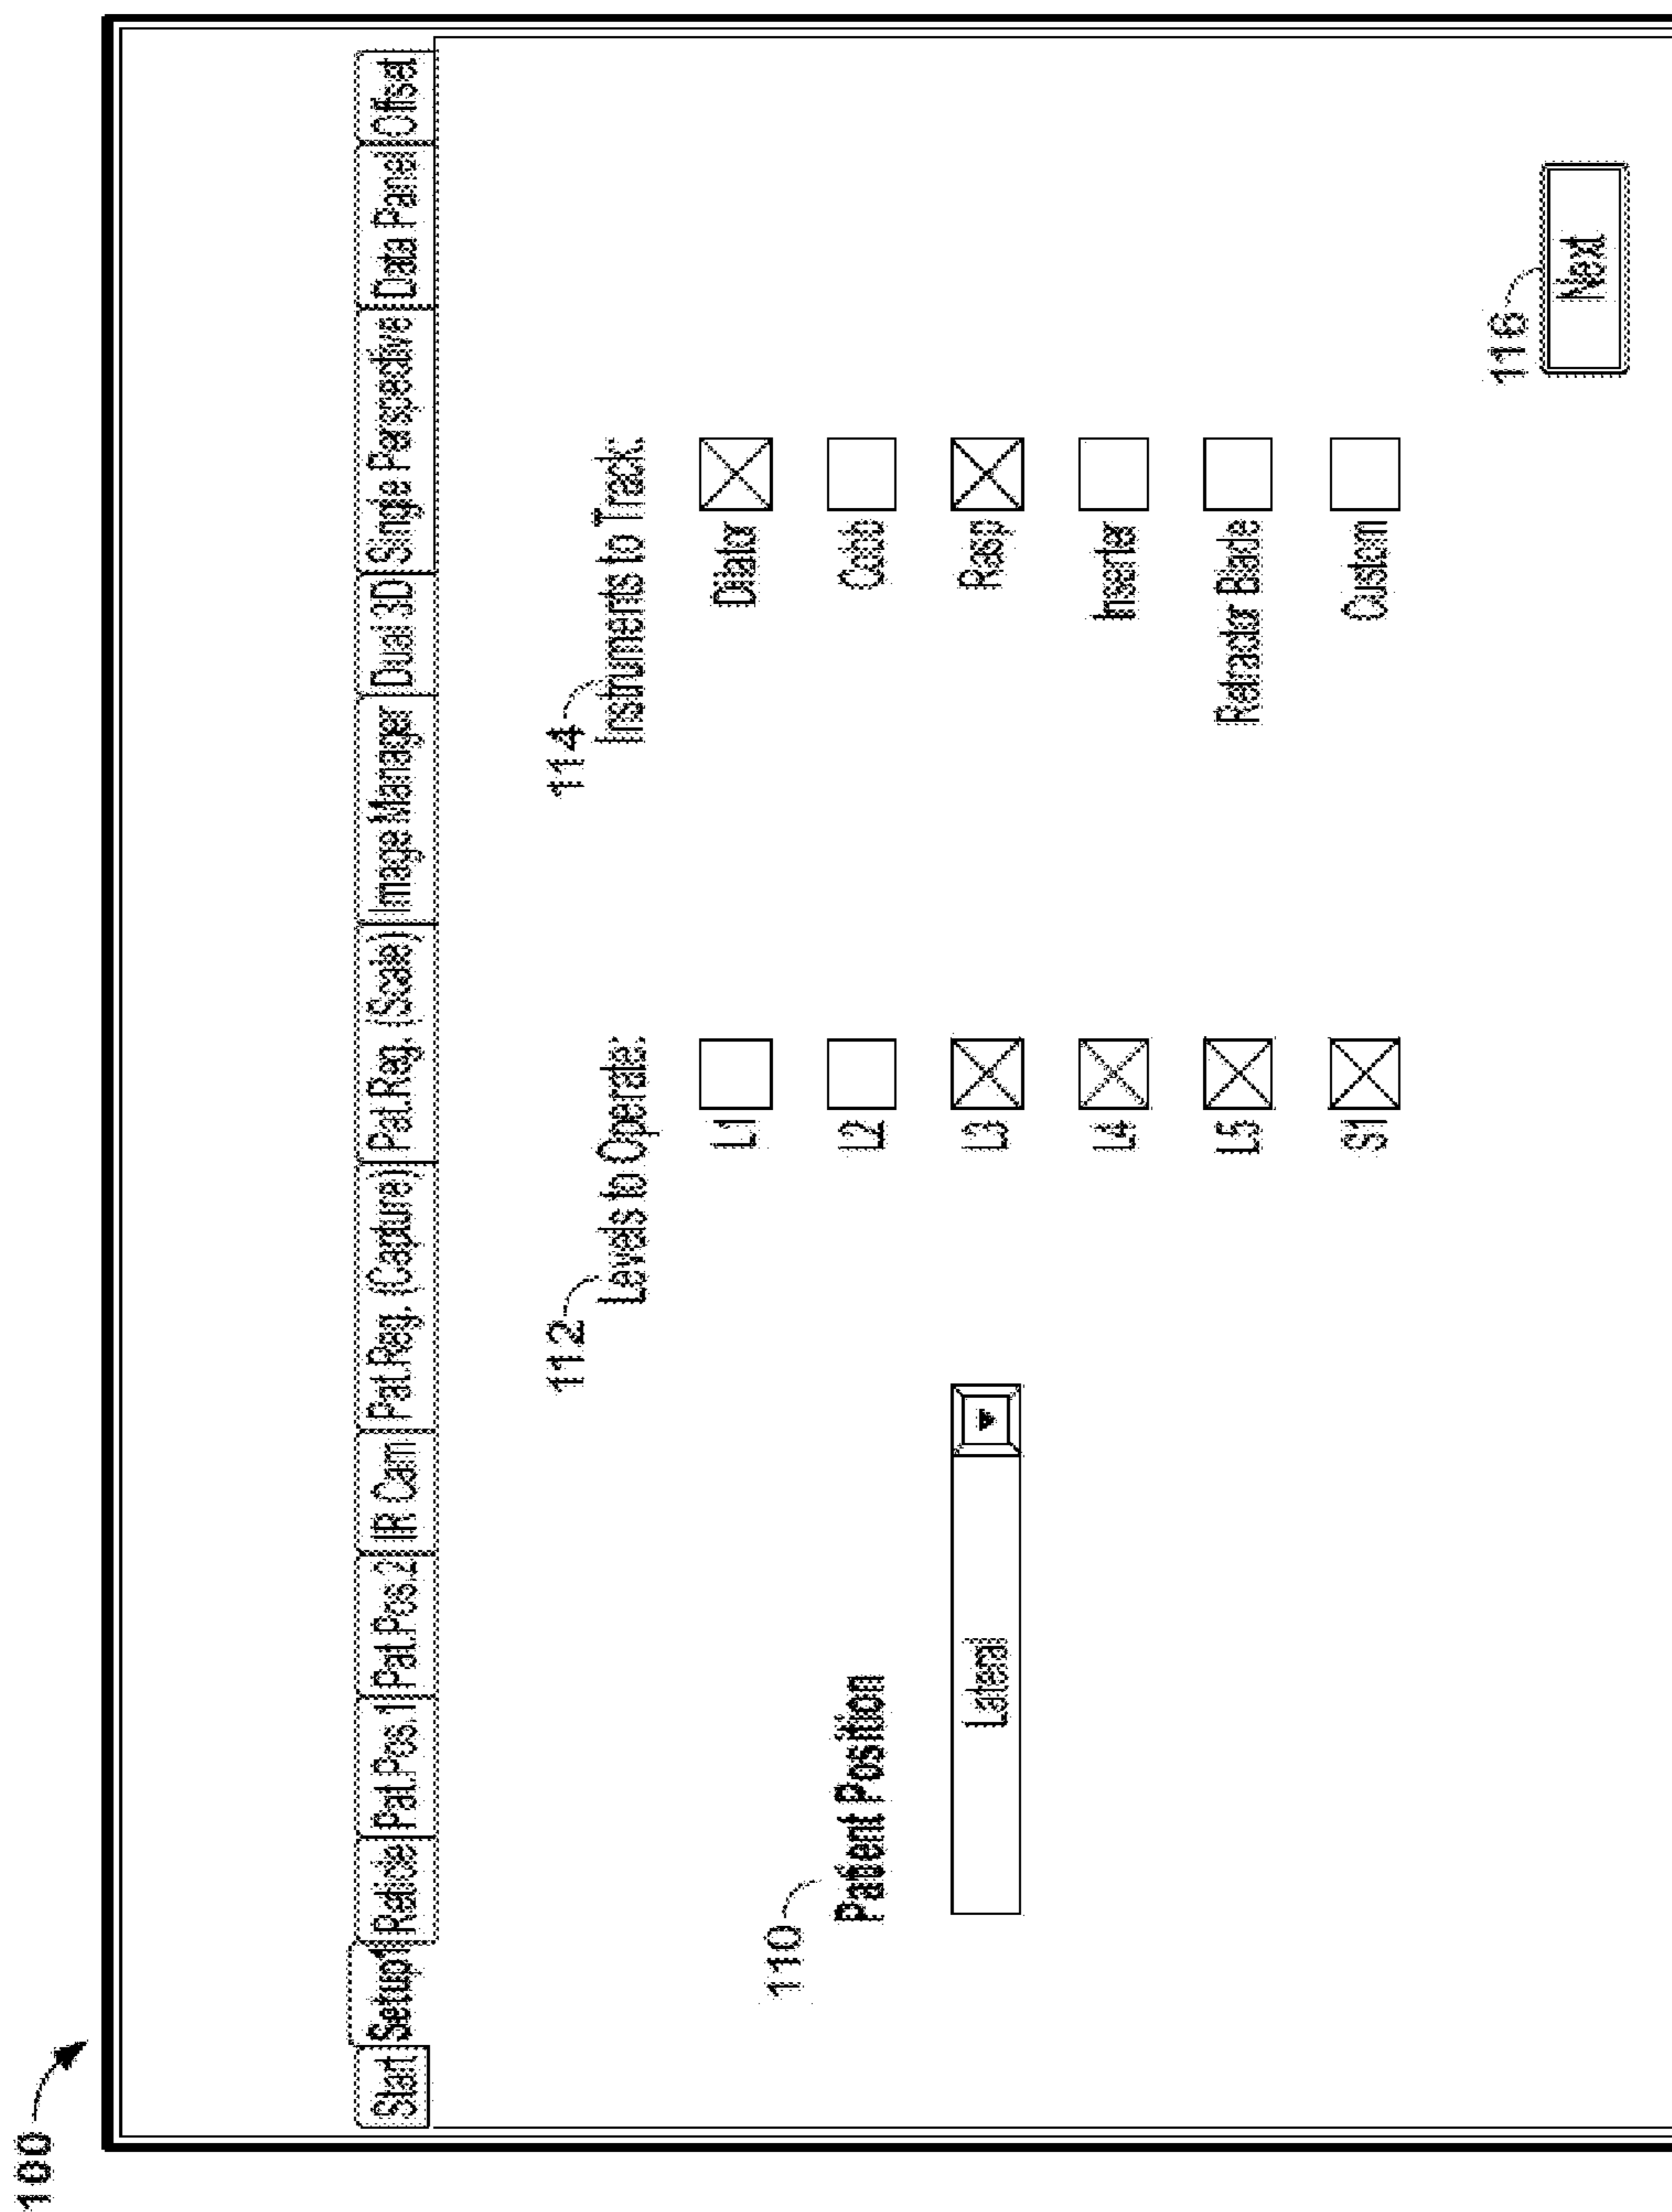 100
Start Setup1 Reticle Pat.Pos.1 Pat.Pos.2 IR Cam Pat.Reg. (Capture) Pat.Reg. (Scale) Image Manager Dual 3D Single Perspective Data Panel Offset
112 114
Levels to Operate: Instruments to Track:
110
L1 Dilator
Patient Position L2 Cobb
Lateral L3 Rasp
L4 Inserter
L5 Retractor Blade
S1 Custom
116
Next